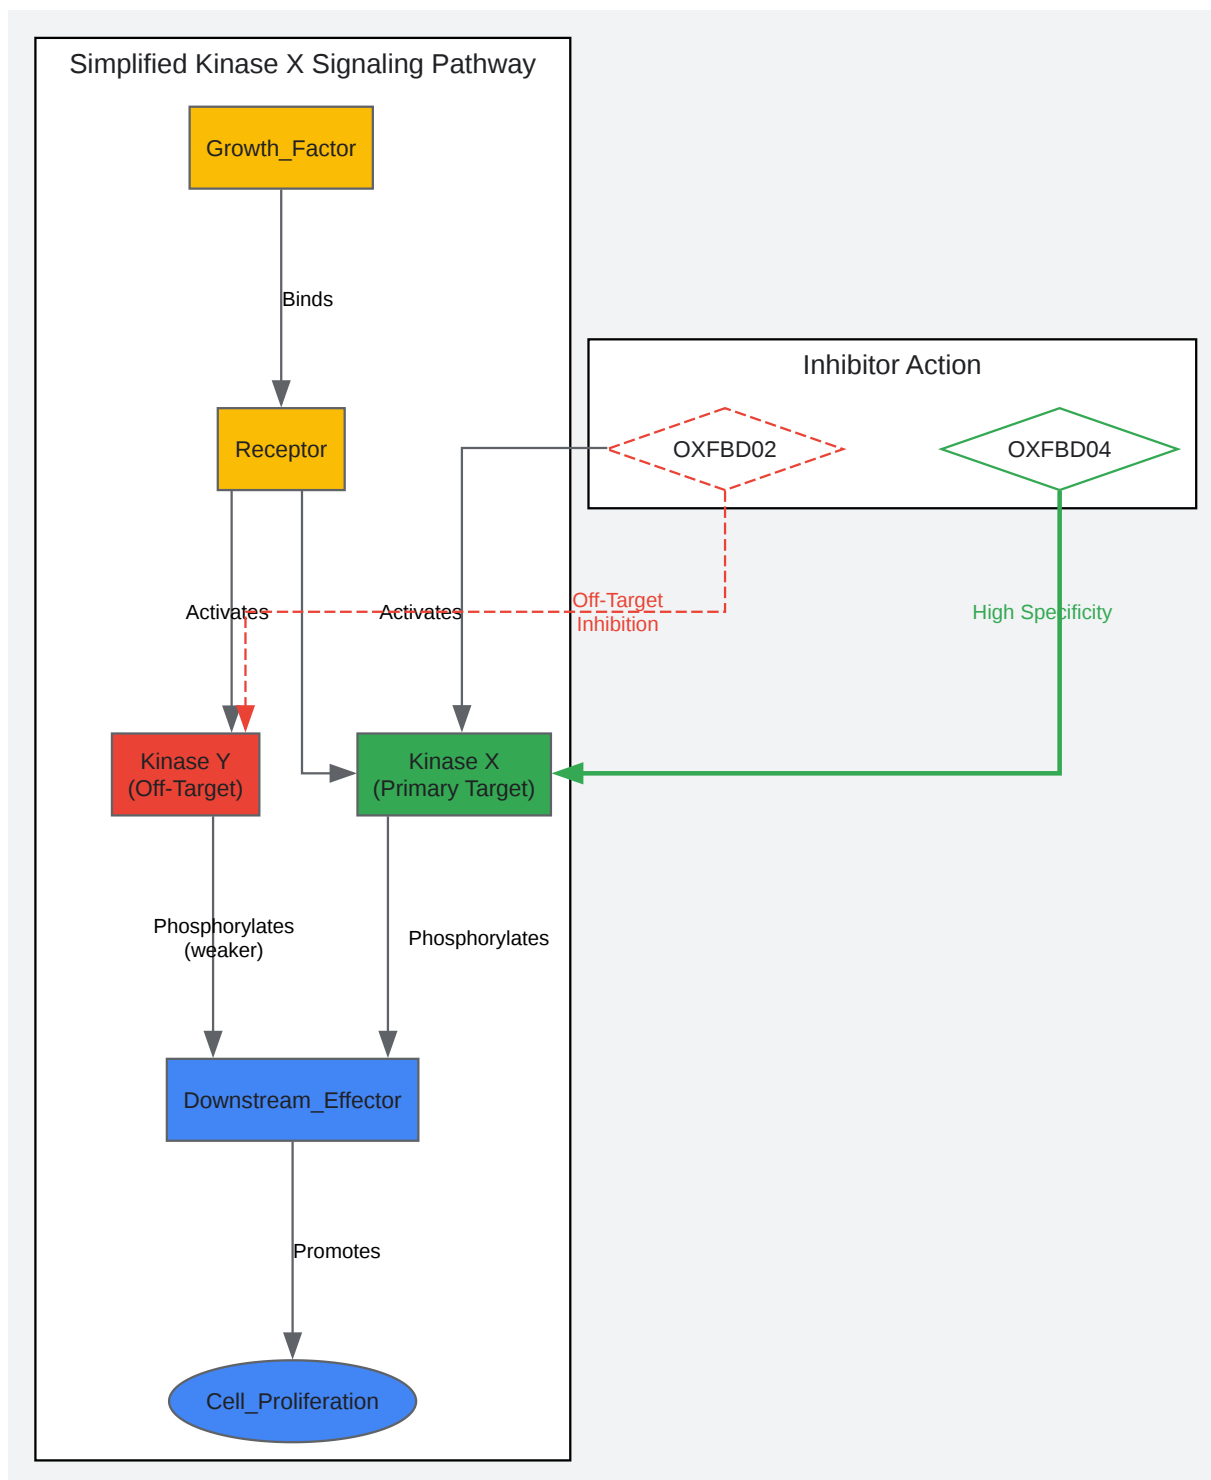 Simplified Kinase X Signaling Pathway
Growth_Factor
Binds
Inhibitor Action
Receptor
OXFBD02
OXFBD04
Activates
Activates
Off-Target
Inhibition
High Specificity
Kinase Y
(Off-Target)
Kinase X
(Primary Target)
Phosphorylates
(weaker)
Phosphorylates
Downstream_Effector
Promotes
Cell_Proliferation